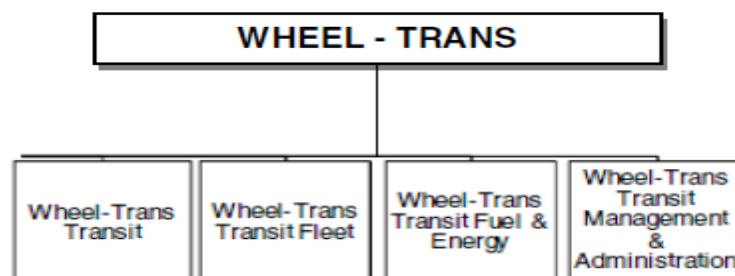 WHEEL - TRANS
Wheel-Trans
Transit
Wheel-Trans
Transit Fleet
Wheel-Trans
Transit Fuel &
Energy
Wheel-Trans
Transit
Management
&
Administration